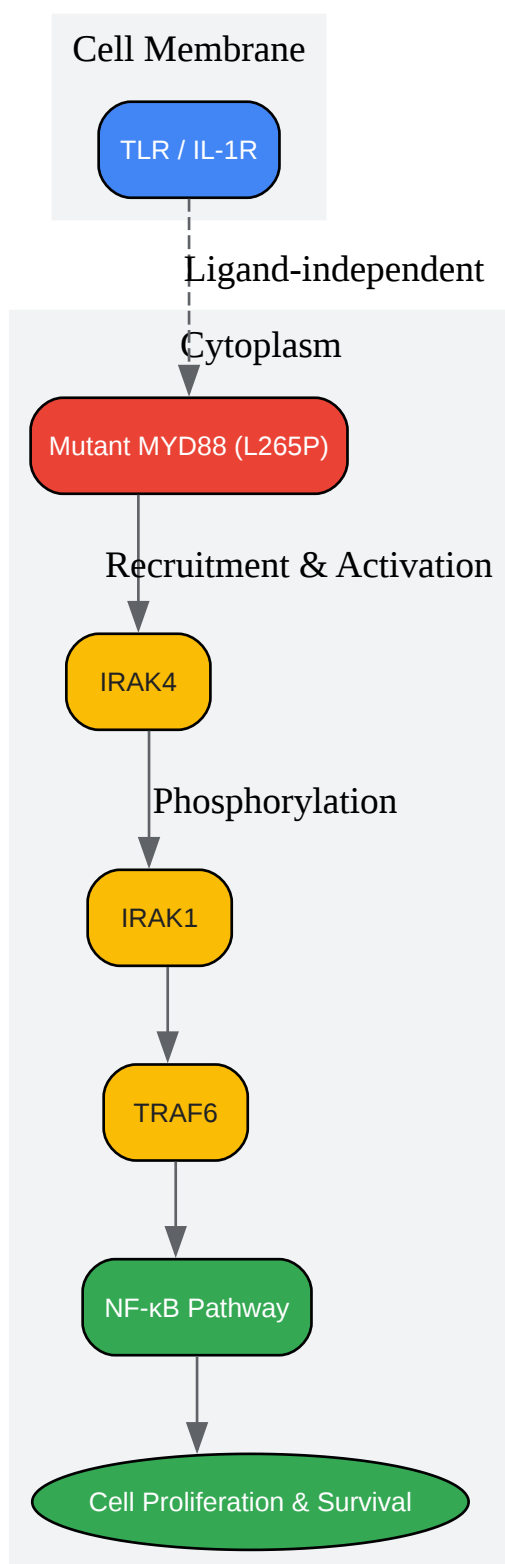 Cell Membrane
TLR / IL-1R
Ligand-independent
Cytoplasm
Mutant MYD88 (L265P)
Recruitment & Activation
IRAK4
Phosphorylation
IRAK1
TRAF6
NF-κB Pathway
Cell Proliferation & Survival